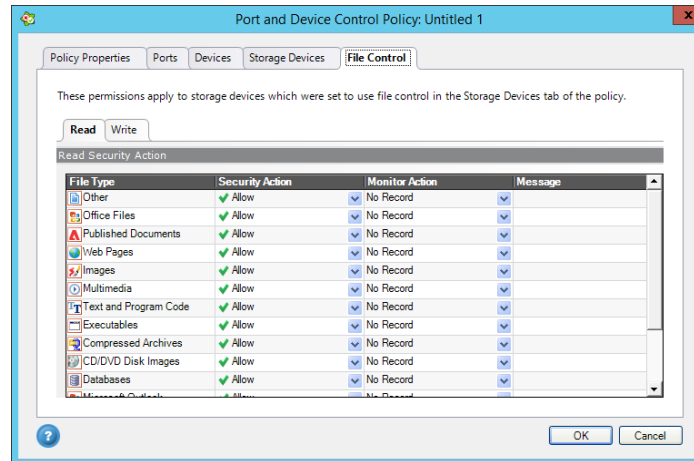 Port and Device Control Policy: Untitled 1
x
Policy Properties Ports Devices Storage Devices File Control
These permissions apply to storage devices which were set to use file control in the Storage Devices tab of the policy.
Read Write
Read Security Action
File Type Security Action Monitor Action Message
Other Allow No Record
Office Files Allow No Record
Published Documents Allow No Record
Web Pages Allow No Record
Images Allow No Record
Multimedia Allow No Record
Text and Program Code Allow No Record
Executables Allow No Record
Compressed Archives Allow No Record
CD/DVD Disk Images Allow No Record
Databases Allow No Record
Microsoft Outlook Allow No Record
? OK Cancel